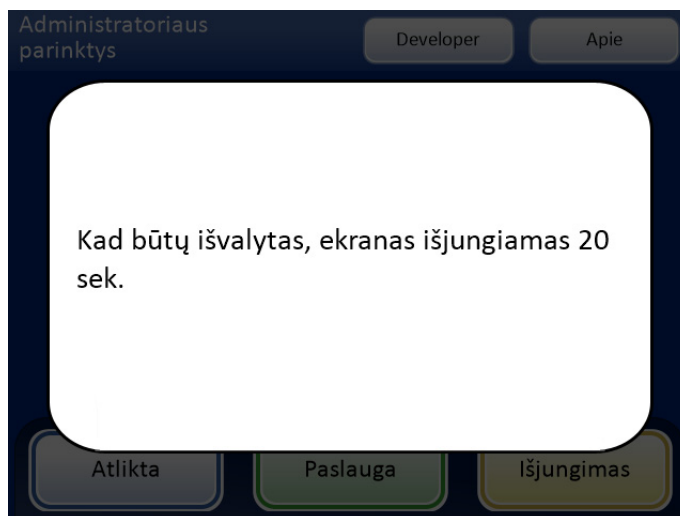 Administratoriaus
parinktys
Developer
Apie
Kad būtų išvalytas, ekranas išjungiamas 20
sek.
Atlikta
Paslauga
Išjungimas